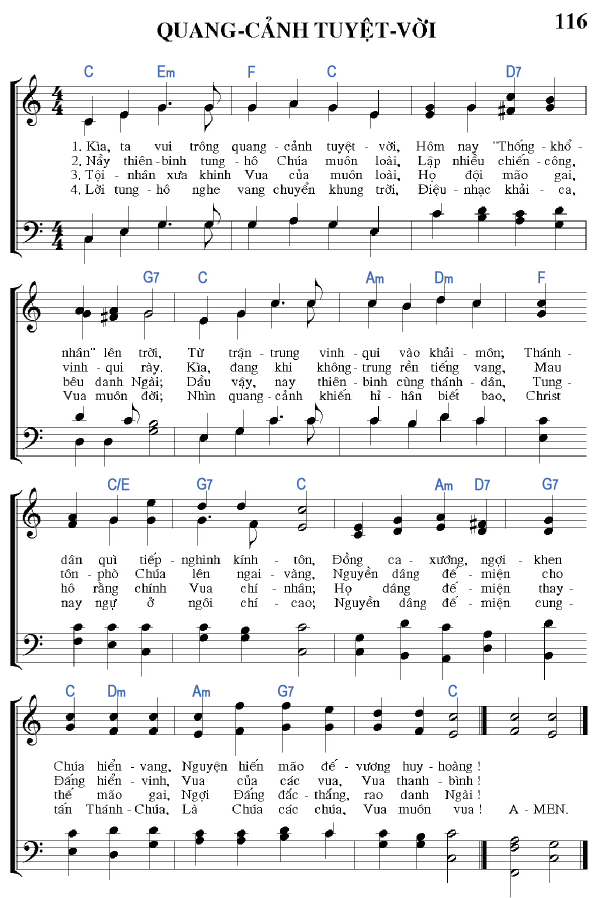 116
QUANG-CẢNH TUYỆT-VỜI
C Em F C D7
1. Kìa, ta vui trông quang-cảnh tuyệt-vời, Hôm nay "Thống-khổ-
2. Nầy thiên-binh tung-hô Chúa muôn loài, Lập nhiều chiến-công,
3. Tội-nhân xưa khinh Vua của muôn loài, Họ đội mão gai,
4. Lời tung-hô nghe vang chuyển khung trời, Điệu-nhạc khải-ca,
G7 C Am Dm F
nhân" lên trời, Từ trận-trung vinh-qui vào khải-môn; Thánh-
vinh-qui rày. Kìa, đang khi không-trung rền tiếng vang, Mau
bêu danh Ngài; Dầu vậy, nay thiên-binh cùng thánh-dân, Tung-
Vua muôn đời; Nhìn quang-cảnh khiến hỉ-hân biết bao, Christ
C/E G7 C Am D7 G7
dân quì tiếp-nghinh kính-tôn, Đồng ca-xướng, ngợi-khen
tôn-phò Chúa lên ngai-vàng, Nguyền dâng đế-miện cho
hô rằng chính Vua chí-nhân; Họ dâng đế-miện thay-
nay ngự ở ngôi chí-cao; Nguyền dâng đế-miện cung-
C Dm Am G7 C
Chúa hiển-vang, Nguyện hiến mão đế-vương huy-hoàng!
Đấng hiển-vinh, Vua của các vua, Vua thanh-bình!
thế mão gai, Ngợi Đấng đắc-thắng, rao danh Ngài!
tấn Thánh-Chúa, Là Chúa các chúa, Vua muôn vua! A-MEN.